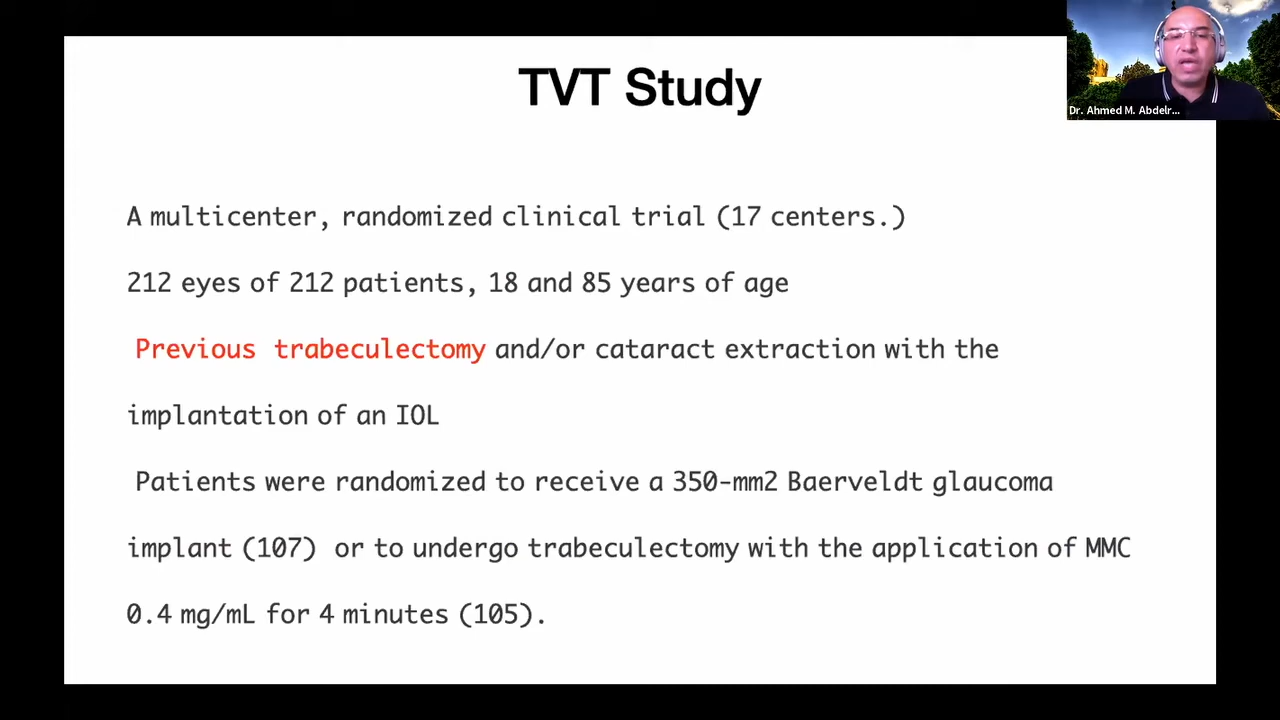 TVT Study
Dr. Ahmed M. Abdelr...
A multicenter, randomized clinical trial (17 centers.)
212 eyes of 212 patients, 18 and 85 years of age
Previous trabeculectomy and/or cataract extraction with the
implantation of an IOL
Patients were randomized to receive a 350-mm2 Baerveldt glaucoma
implant (107) or to undergo trabeculectomy with the application of MMC
0.4 mg/mL for 4 minutes (105).